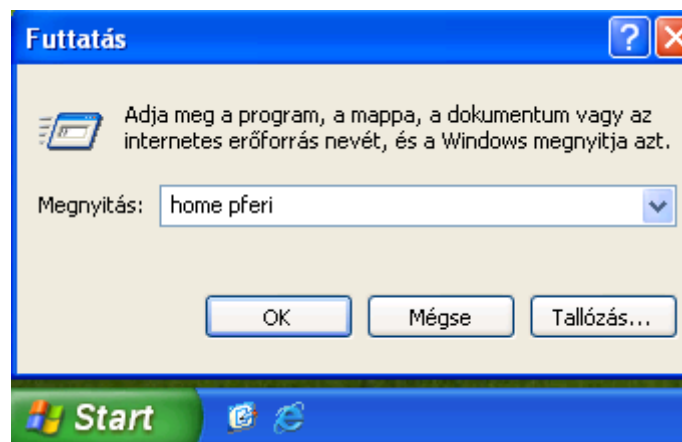 Futtatás
Adja meg a program, a mappa, a dokumentum vagy az
internetes erőforrás nevét, és a Windows megnyitja azt.
Megnyitás: home pferi
OK Mégse Tallózás...
Start